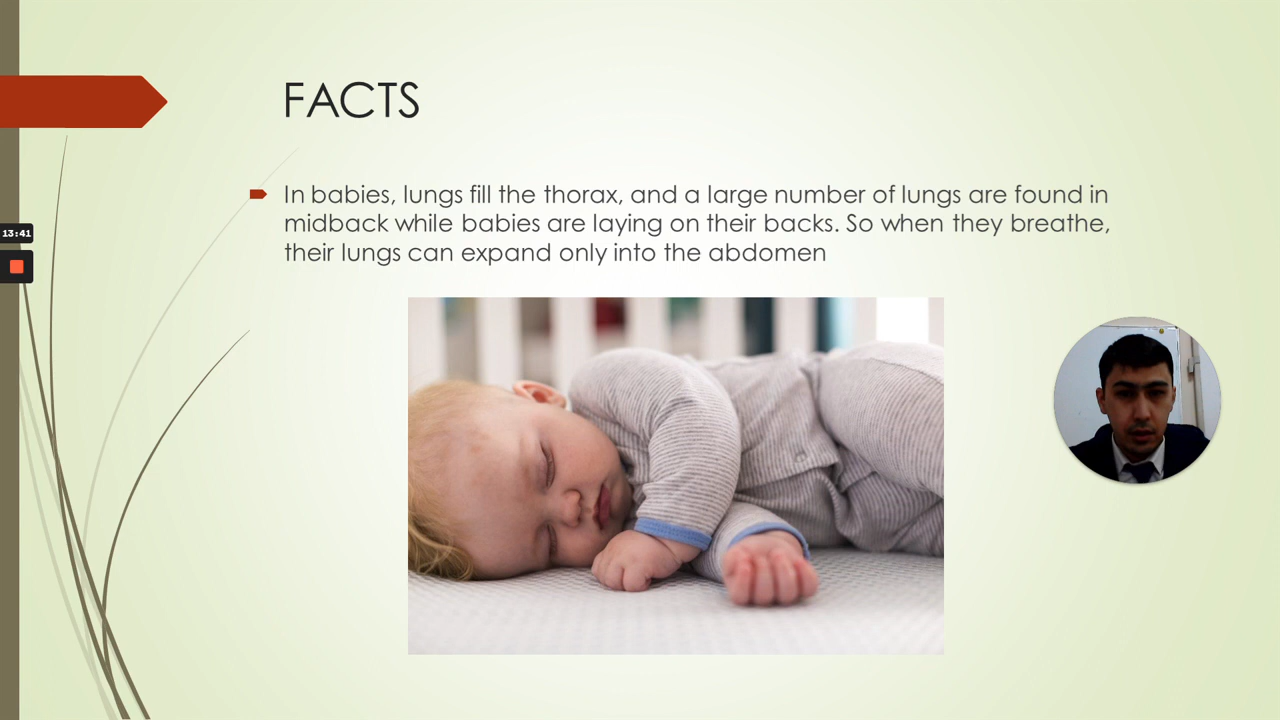 FACTS
In babies, lungs fill the thorax, and a large number of lungs are found in
midback while babies are laying on their backs. So when they breathe,
their lungs can expand only into the abdomen
13:41